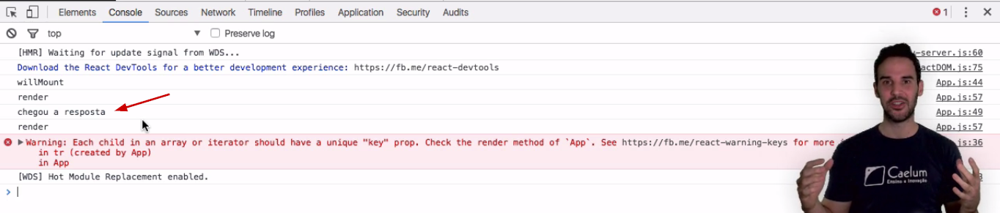 Elements Console Sources Network Timeline Profiles Application Security Audits 1
top Preserve log
[HMR] Waiting for update signal from WDS... -server.js:60
Download the React DevTools for a better development experience: https://fb.me/react-devtools actDOM.js:75
willMount App.js:44
render App.js:57
chegou a resposta App.js:49
render App.js:57
Warning: Each child in an array or iterator should have a unique "key" prop. Check the render method of `App`. See https://fb.me/react-warning-keys for more js:36
in tr (created by App)
in App
[WDS] Hot Module Replacement enabled.
>
Caelum
Ensino e Inovação